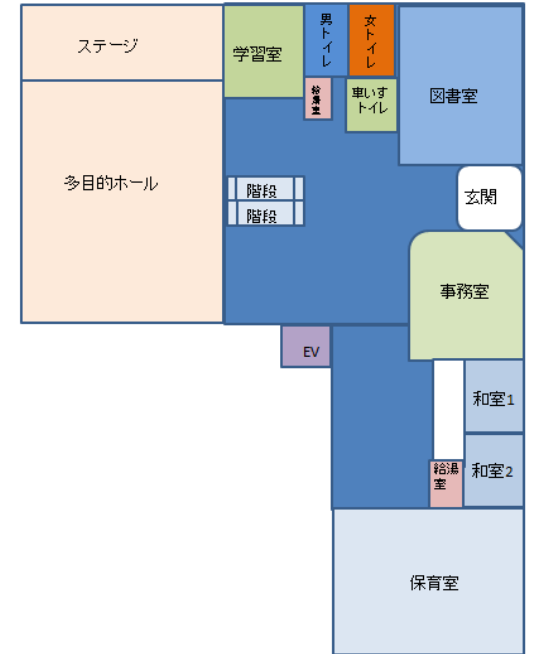 ステージ
学習室
男トイレ
女トイレ
図書室
給湯室
車いす
トイレ
多目的ホール
階段
階段
玄関
事務室
EV
和室1
給湯
室
和室2
保育室